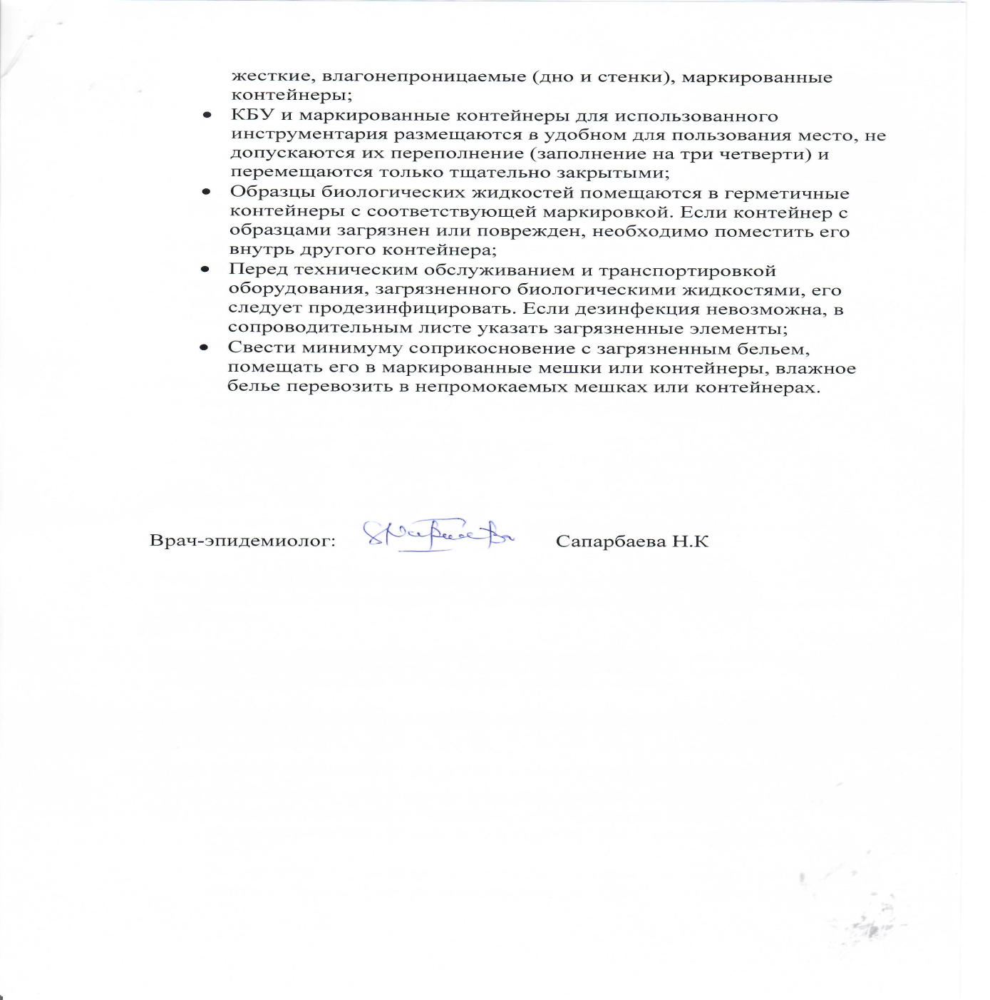 жесткие, влагонепроницаемые (дно и стенки), маркированные
контейнеры;
• КБУ и маркированные контейнеры для использованного
инструментария размещаются в удобном для пользования место, не
допускаются их переполнение (заполнение на три четверти) и
перемещаются только тщательно закрытыми;
• Образцы биологических жидкостей помещаются в герметичные
контейнеры с соответствующей маркировкой. Если контейнер с
образцами загрязнен или поврежден, необходимо поместить его
внутрь другого контейнера;
• Перед техническим обслуживанием и транспортировкой
оборудования, загрязненного биологическими жидкостями, его
следует продезинфицировать. Если дезинфекция невозможна, в
сопроводительным листе указать загрязненные элементы;
• Свести минимуму соприкосновение с загрязненным бельем,
помещать его в маркированные мешки или контейнеры, влажное
белье перевозить в непромокаемых мешках или контейнерах.
Врач-эпидемиолог: Сапарбаева Н.К